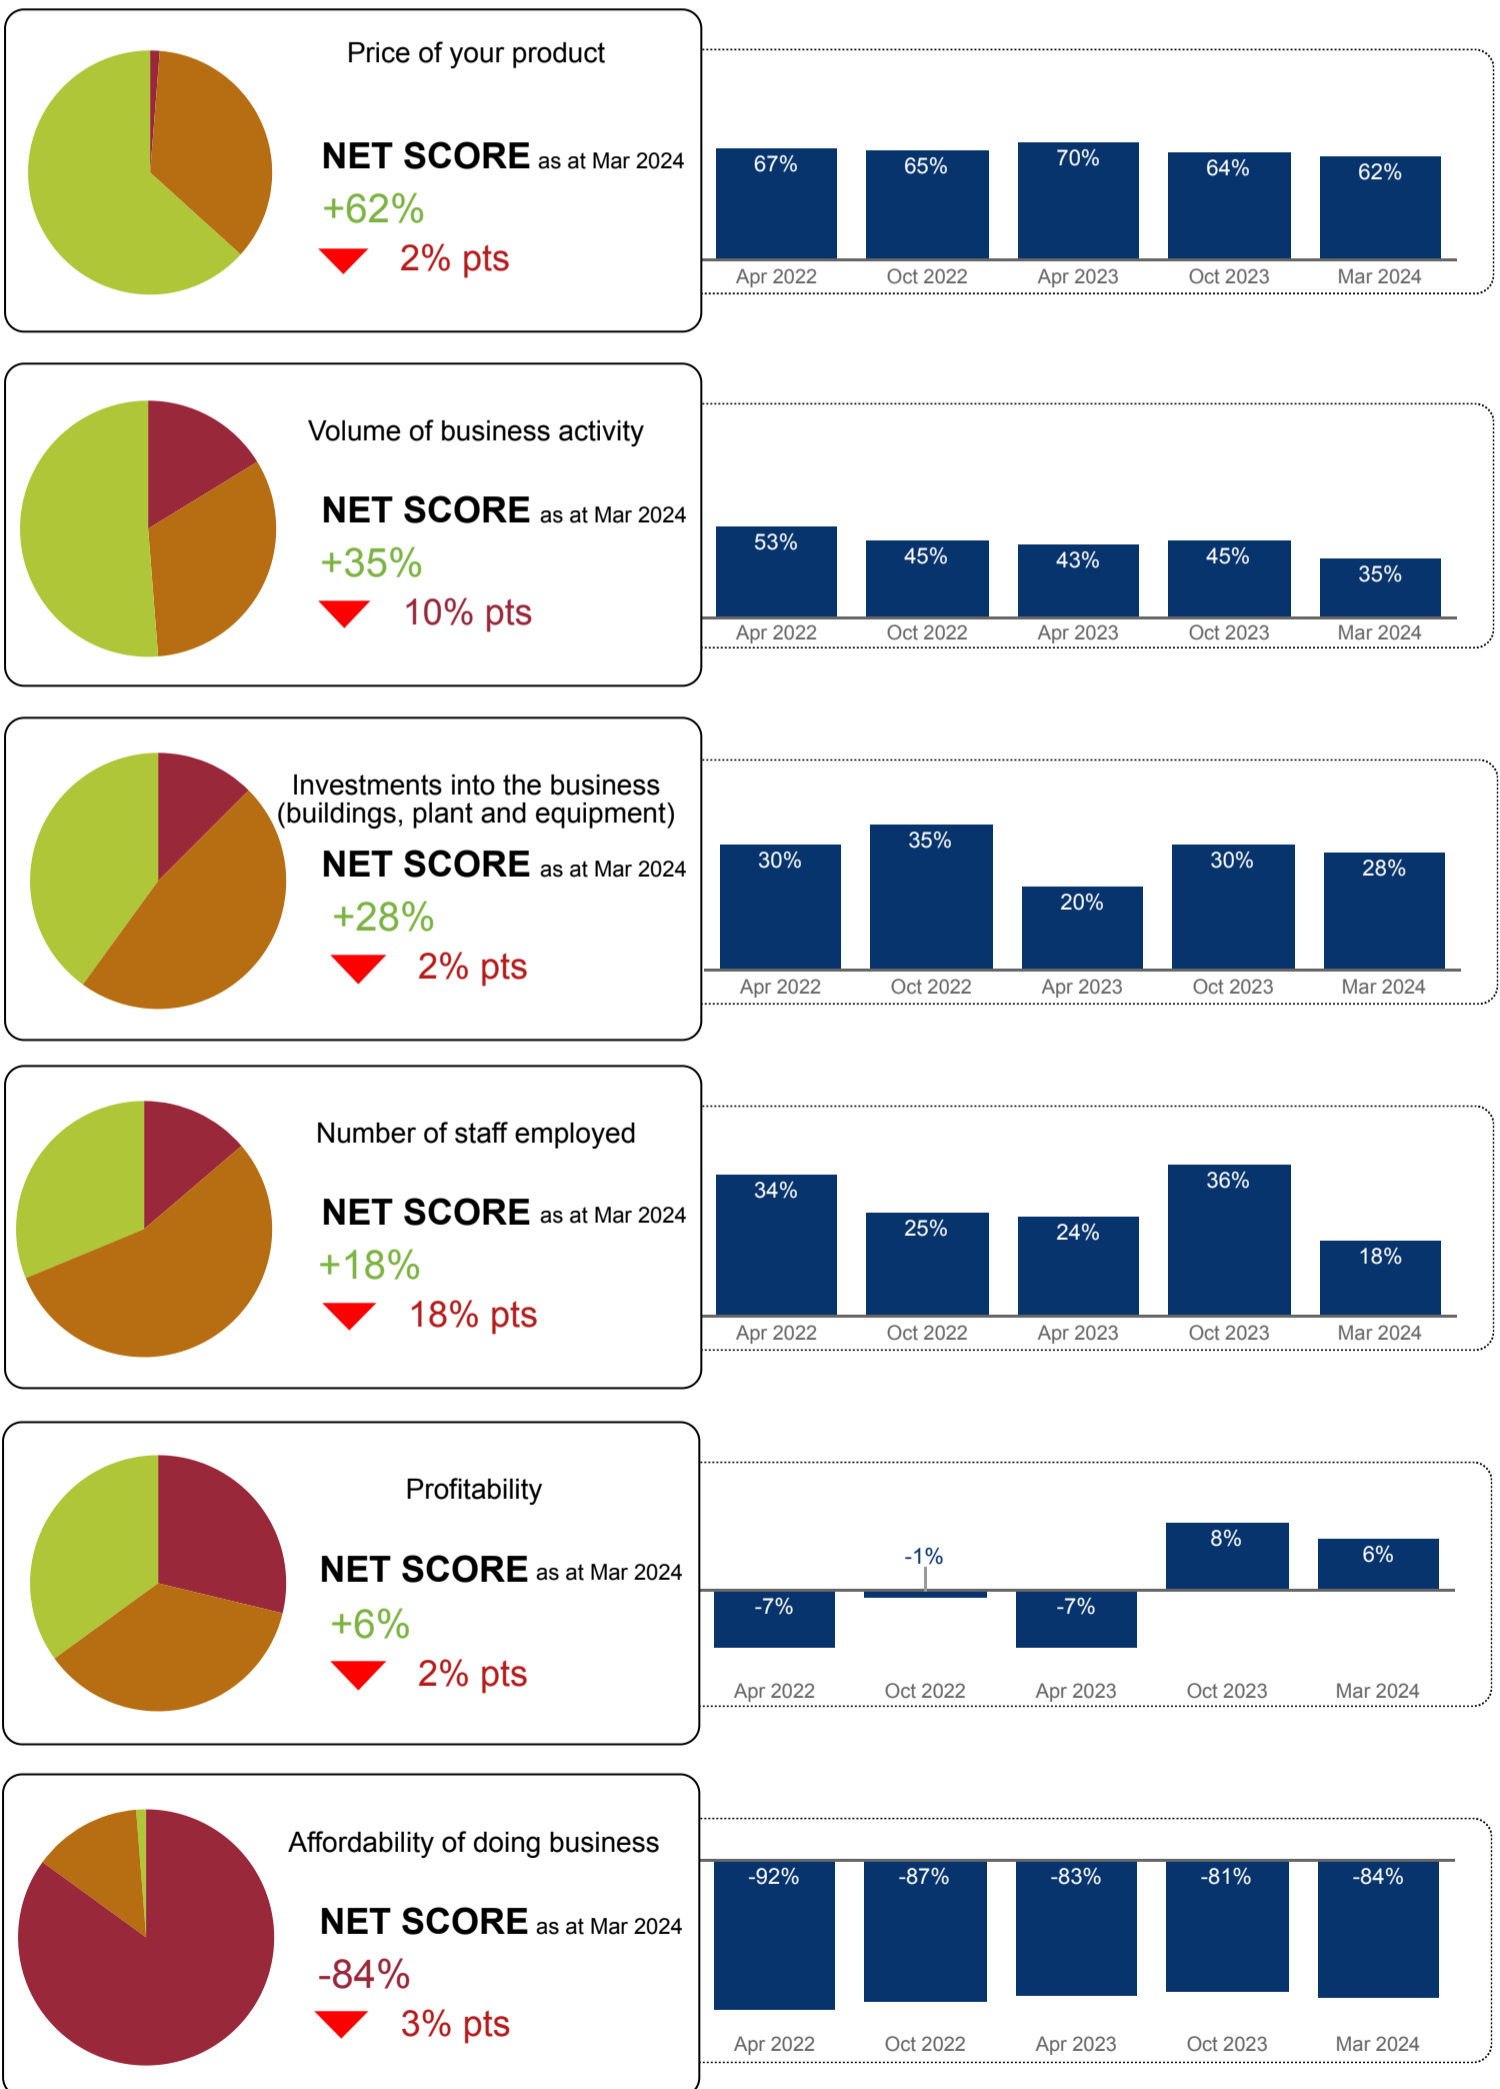 Price of your product
NET SCORE as at Mar 2024
+62%
2% pts
67%
65%
70%
64%
62%
Apr 2022
Oct 2022
Apr 2023
Oct 2023
Mar 2024
Volume of business activity
NET SCORE as at Mar 2024
+35%
10% pts
53%
45%
43%
45%
35%
Apr 2022
Oct 2022
Apr 2023
Oct 2023
Mar 2024
Investments into the business
(buildings, plant and equipment)
NET SCORE as at Mar 2024
+28%
2% pts
30%
35%
20%
30%
28%
Apr 2022
Oct 2022
Apr 2023
Oct 2023
Mar 2024
Number of staff employed
NET SCORE as at Mar 2024
+18%
18% pts
34%
25%
24%
36%
18%
Apr 2022
Oct 2022
Apr 2023
Oct 2023
Mar 2024
Profitability
NET SCORE as at Mar 2024
+6%
2% pts
-7%
-1%
-7%
8%
6%
Apr 2022
Oct 2022
Apr 2023
Oct 2023
Mar 2024
Affordability of doing business
NET SCORE as at Mar 2024
-84%
3% pts
-92%
-87%
-83%
-81%
-84%
Apr 2022
Oct 2022
Apr 2023
Oct 2023
Mar 2024